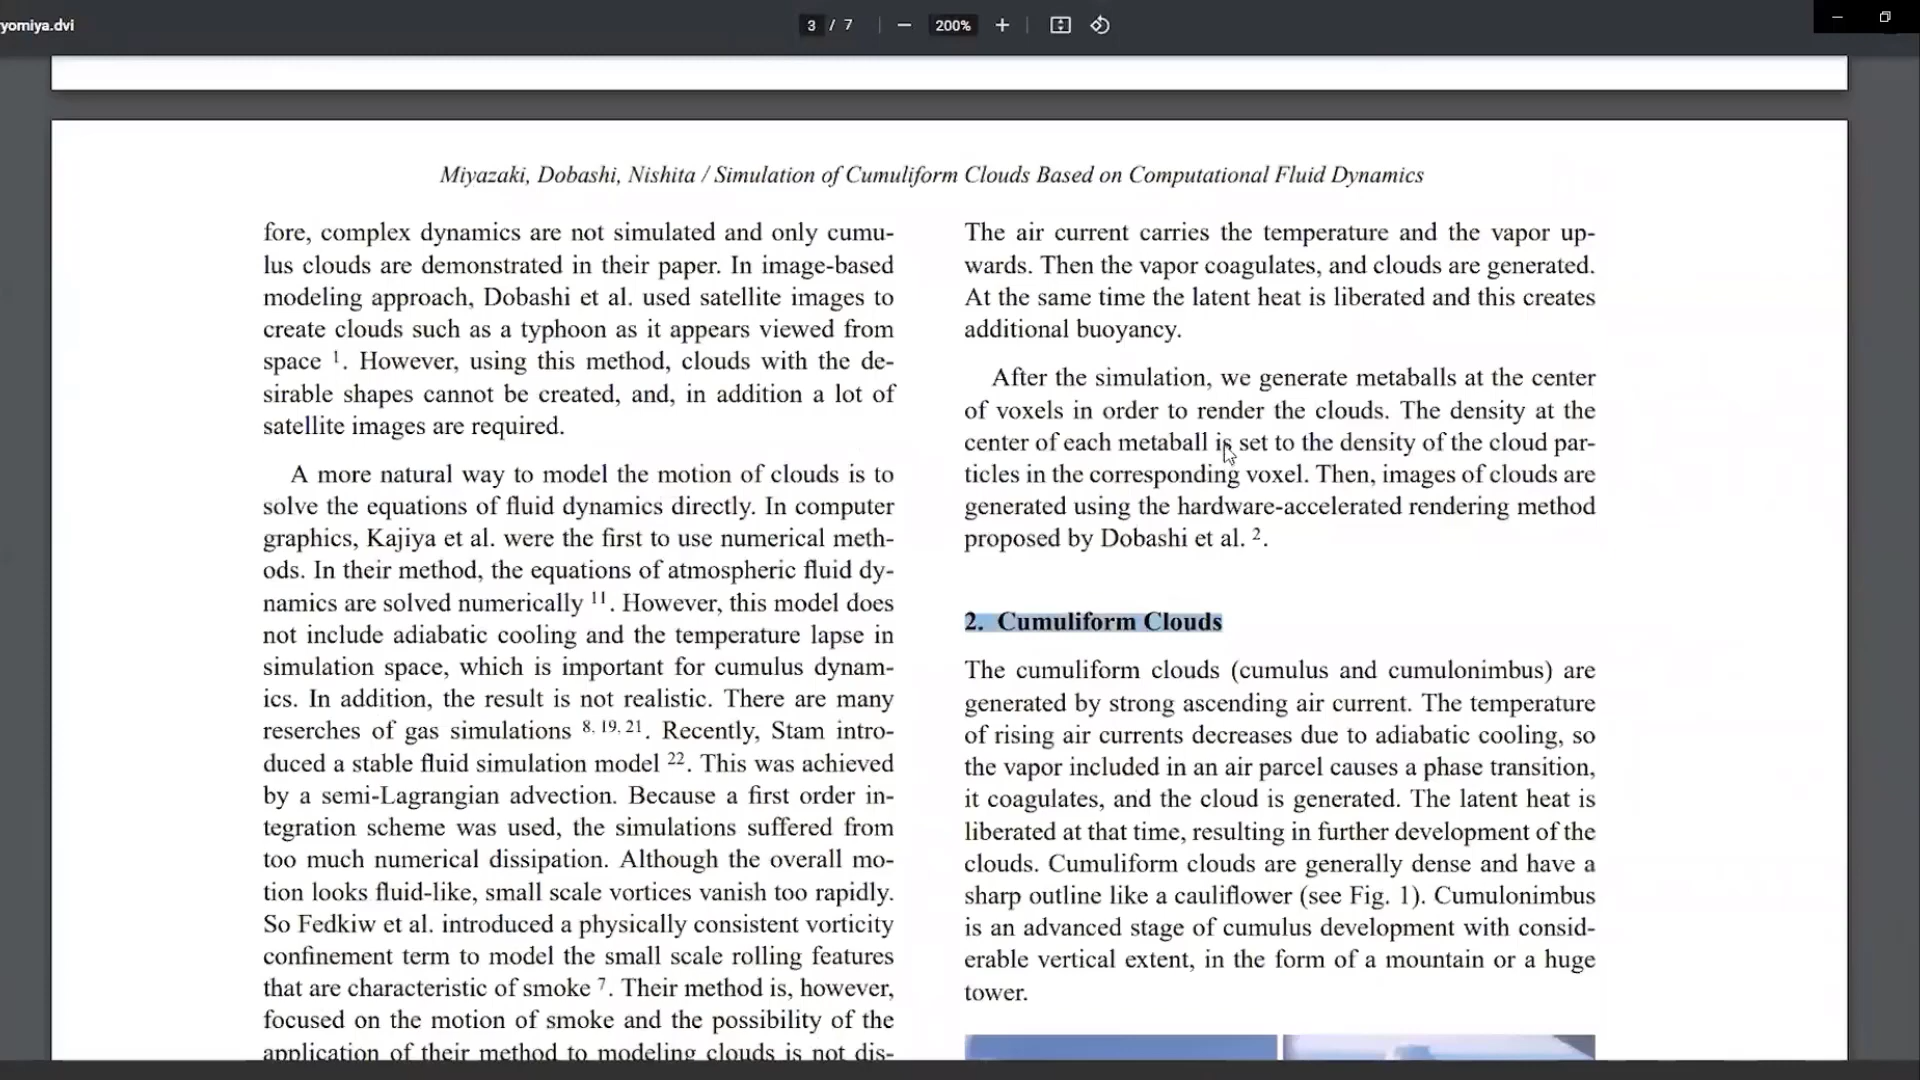 yomiya.dvi
3 / 7
200%
Miyazaki, Dobashi, Nishita / Simulation of Cumuliform Clouds Based on Computational Fluid Dynamics
fore, complex dynamics are not simulated and only cumu-
lus clouds are demonstrated in their paper. In image-based
modeling approach, Dobashi et al. used satellite images to
create clouds such as a typhoon as it appears viewed from
space 1. However, using this method, clouds with the de-
sirable shapes cannot be created, and, in addition a lot of
satellite images are required.
A more natural way to model the motion of clouds is to
solve the equations of fluid dynamics directly. In computer
graphics, Kajiya et al. were the first to use numerical meth-
ods. In their method, the equations of atmospheric fluid dy-
namics are solved numerically 11. However, this model does
not include adiabatic cooling and the temperature lapse in
simulation space, which is important for cumulus dynam-
ics. In addition, the result is not realistic. There are many
reserches of gas simulations 8, 19, 21. Recently, Stam intro-
duced a stable fluid simulation model 22. This was achieved
by a semi-Lagrangian advection. Because a first order in-
tegration scheme was used, the simulations suffered from
too much numerical dissipation. Although the overall mo-
tion looks fluid-like, small scale vortices vanish too rapidly.
So Fedkiw et al. introduced a physically consistent vorticity
confinement term to model the small scale rolling features
that are characteristic of smoke 7. Their method is, however,
focused on the motion of smoke and the possibility of the
application of their method to modeling clouds is not dis-
The air current carries the temperature and the vapor up-
wards. Then the vapor coagulates, and clouds are generated.
At the same time the latent heat is liberated and this creates
additional buoyancy.
After the simulation, we generate metaballs at the center
of voxels in order to render the clouds. The density at the
center of each metaball is set to the density of the cloud par-
ticles in the corresponding voxel. Then, images of clouds are
generated using the hardware-accelerated rendering method
proposed by Dobashi et al. 2.
2. Cumuliform Clouds
The cumuliform clouds (cumulus and cumulonimbus) are
generated by strong ascending air current. The temperature
of rising air currents decreases due to adiabatic cooling, so
the vapor included in an air parcel causes a phase transition,
it coagulates, and the cloud is generated. The latent heat is
liberated at that time, resulting in further development of the
clouds. Cumuliform clouds are generally dense and have a
sharp outline like a cauliflower (see Fig. 1). Cumulonimbus
is an advanced stage of cumulus development with consid-
erable vertical extent, in the form of a mountain or a huge
tower.